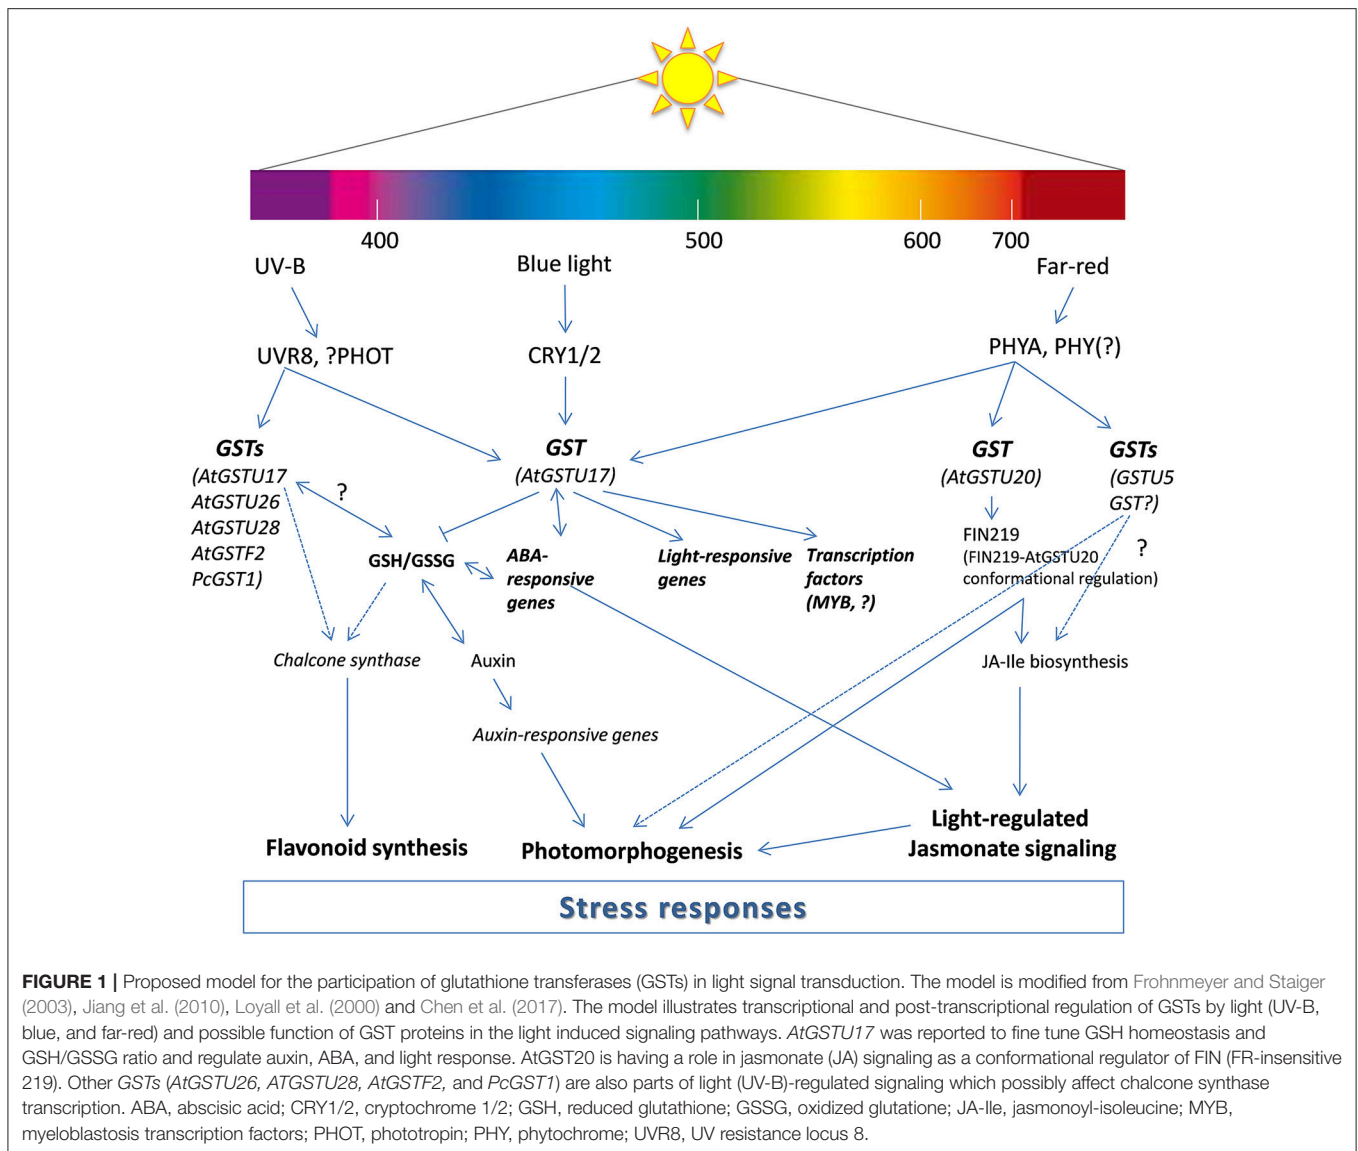 400 500 600 700
UV-B Blue light Far-red
UVR8, ?PHOT CRY1/2 PHYA, PHY(?)
GSTs GST GST GSTs
(AtGSTU17 (AtGSTU17) (AtGSTU20) (GSTU5
AtGSTU26 ? GST?)
AtGSTU28 FIN219 ?
AtGSTF2 GSH/GSSG ABA- Light-responsive Transcription (FIN219-AtGSTU20
PcGST1) responsive genes factors conformational regulation)
genes (MYB, ?)
Chalcone synthase Auxin JA-Ile biosynthesis
Auxin-responsive genes
Light-regulated
Flavonoid synthesis Photomorphogenesis Jasmonate signaling
Stress responses
FIGURE 1 | Proposed model for the participation of glutathione transferases (GSTs) in light signal transduction. The model is modified from Frohnmeyer and Staiger
(2003), Jiang et al. (2010), Loyall et al. (2000) and Chen et al. (2017). The model illustrates transcriptional and post-transcriptional regulation of GSTs by light (UV-B,
blue, and far-red) and possible function of GST proteins in the light induced signaling pathways. AtGSTU17 was reported to fine tune GSH homeostasis and
GSH/GSSG ratio and regulate auxin, ABA, and light response. AtGST20 is having a role in jasmonate (JA) signaling as a conformational regulator of FIN (FR-insensitive
219). Other GSTs (AtGSTU26, ATGSTU28, AtGSTF2, and PcGST1) are also parts of light (UV-B)-regulated signaling which possibly affect chalcone synthase
transcription. ABA, abscisic acid; CRY1/2, cryptochrome 1/2; GSH, reduced glutathione; GSSG, oxidized glutatione; JA-Ile, jasmonoyl-isoleucine; MYB,
myeloblastosis transcription factors; PHOT, phototropin; PHY, phytochrome; UVR8, UV resistance locus 8.